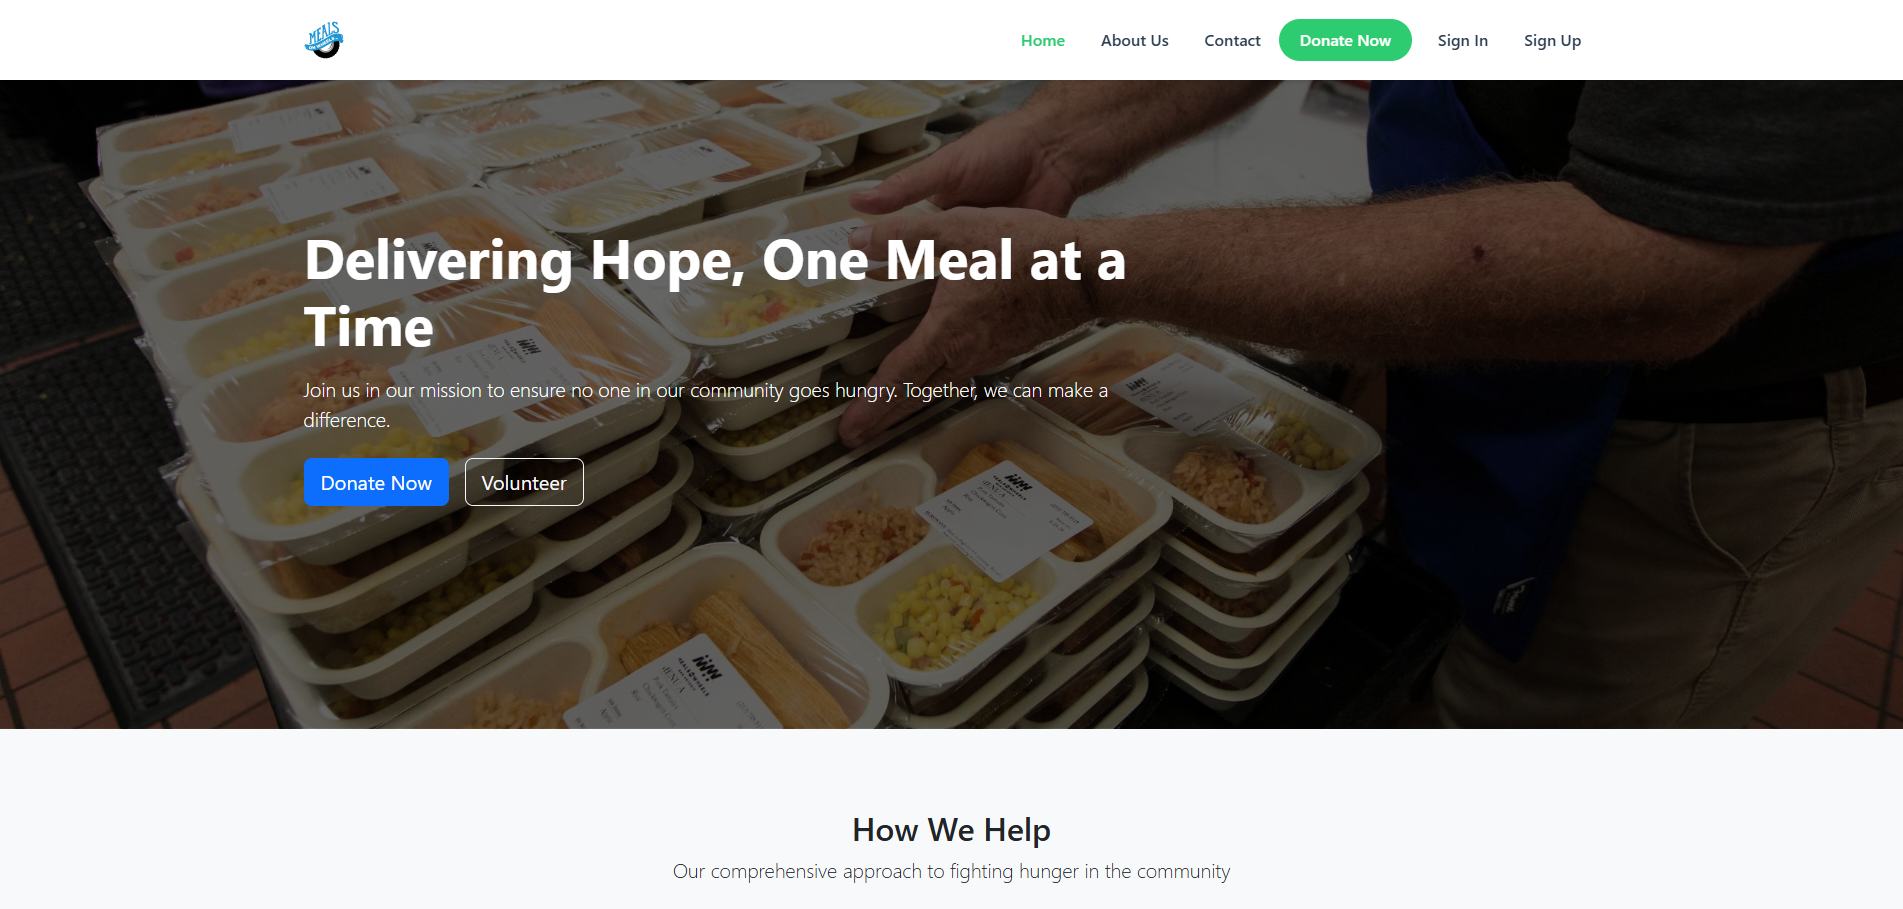 MEALS
Home
About Us
Contact
Donate Now
Sign In
Sign Up
Delivering Hope, One Meal at a
Time
Join us in our mission to ensure no one in our community goes hungry. Together, we can make a
difference.
Donate Now
Volunteer
How We Help
Our comprehensive approach to fighting hunger in the community